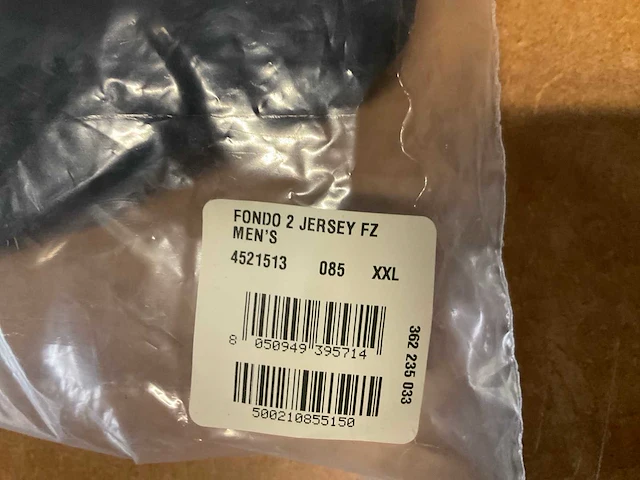 FONDO 2 JERSEY FZ
MEN'S
4521513 085 XXL
8 050949 395714
362 235 033
500210855150